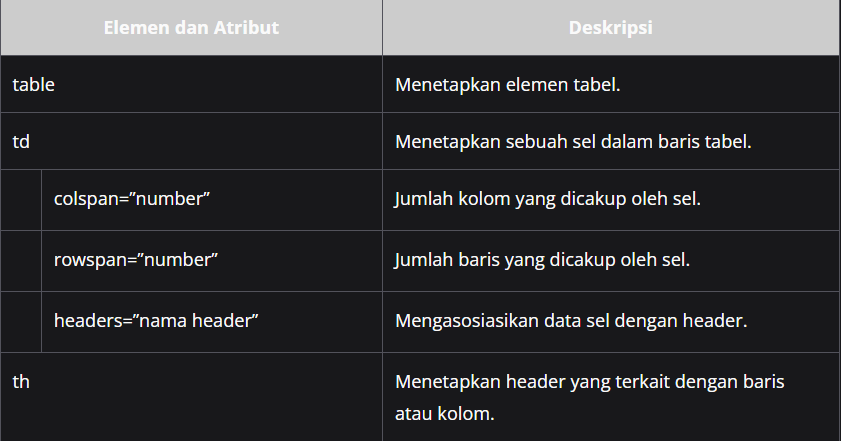 Elemen dan Atribut Deskripsi
table Menetapkan elemen tabel.
td Menetapkan sebuah sel dalam baris tabel.
colspan=”number” Jumlah kolom yang dicakup oleh sel.
rowspan=”number” Jumlah baris yang dicakup oleh sel.
headers=”nama header” Mengasosiasikan data sel dengan header.
th Menetapkan header yang terkait dengan baris
atau kolom.